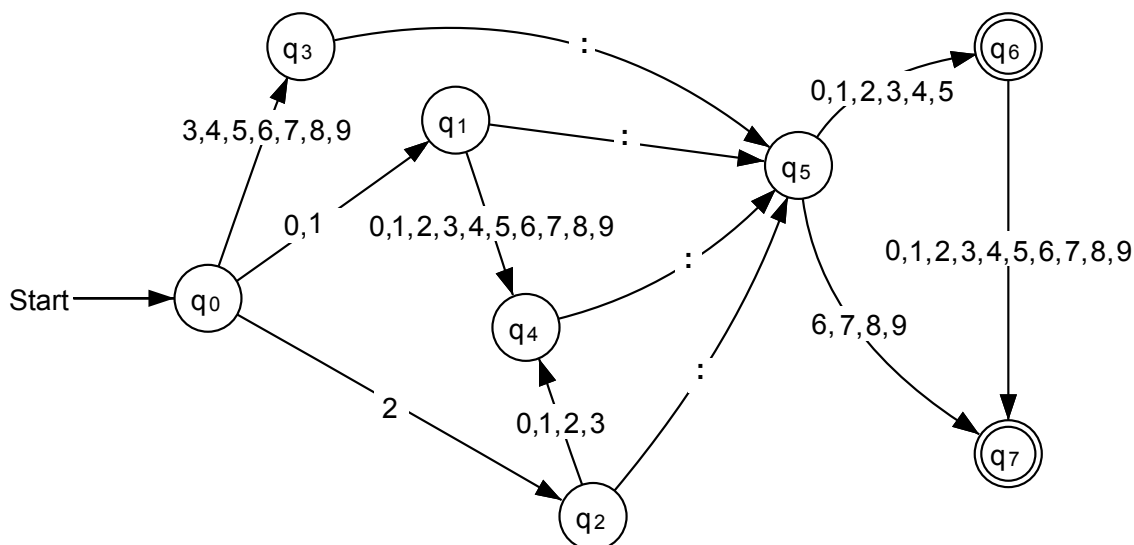 q3
:
q6
0,1,2,3,4,5
q1
3,4,5,6,7,8,9
:
q5
0,1
0,1,2,3,4,5,6,7,8,9
0,1,2,3,4,5,6,7,8,9
:
Start
q0
q4
6,7,8,9
:
2
0,1,2,3
q7
q2